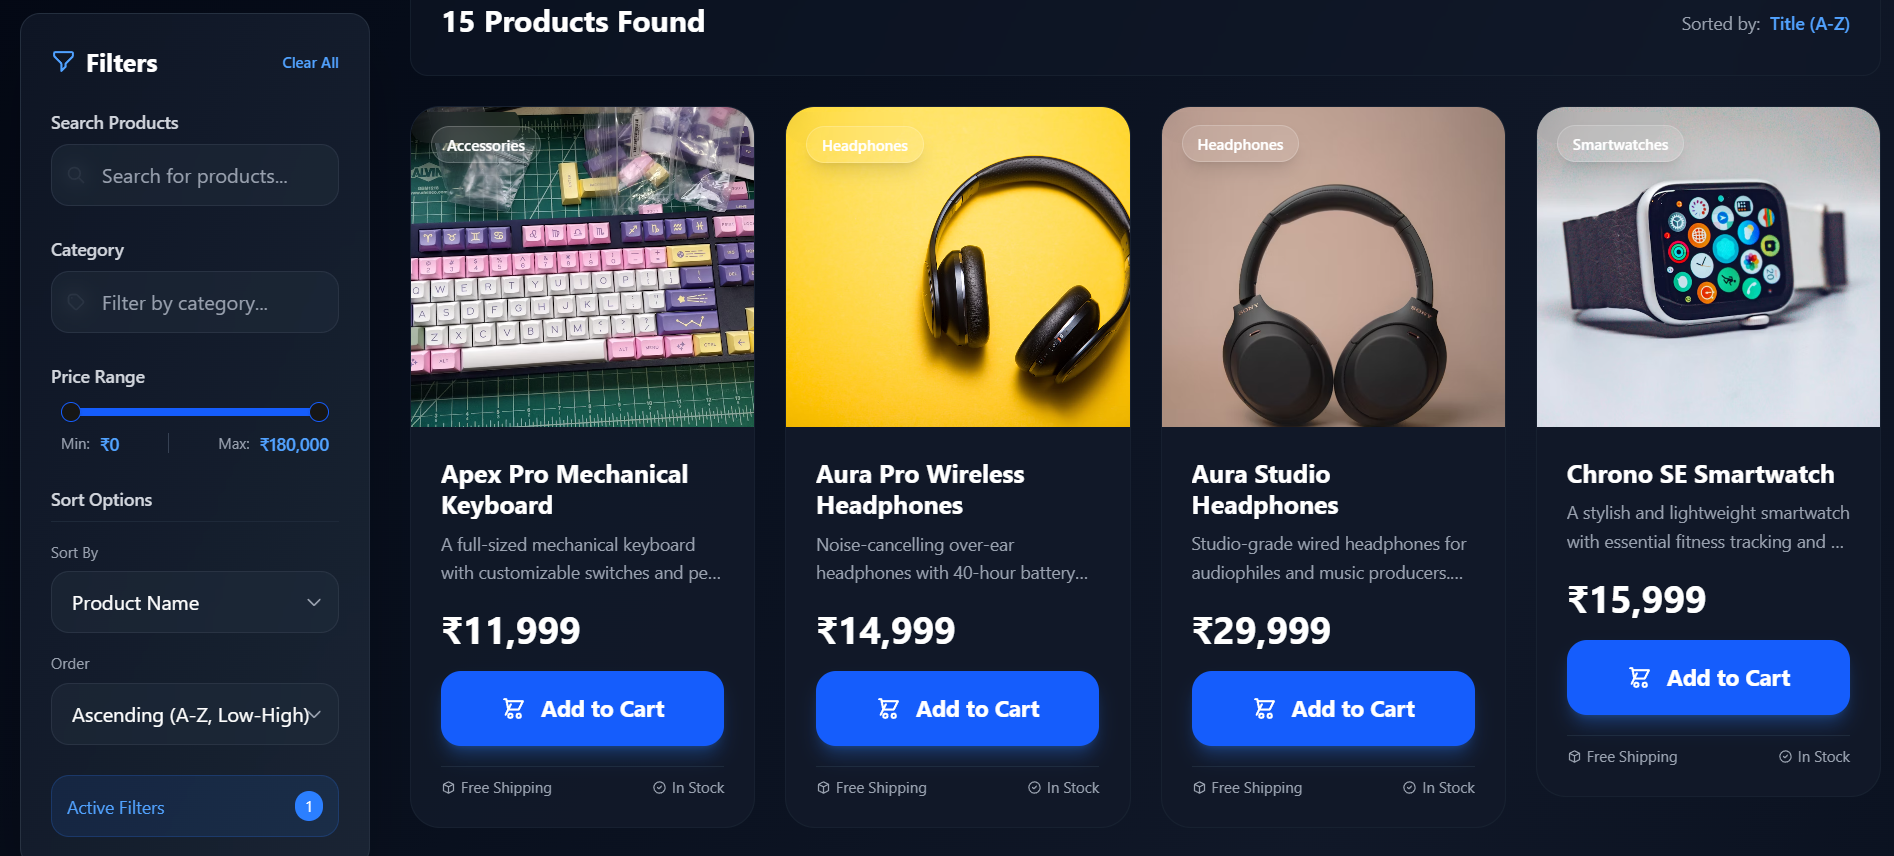 Filters
Clear All
Search Products
Search for products...
Category
Filter by category...
Price Range
Min: ₹0
Max: ₹180,000
Sort Options
Sort By
Product Name
Order
Ascending (A-Z, Low-High)
Active Filters
1
15 Products Found
Sorted by: Title (A-Z)
Accessories
Apex Pro Mechanical
Keyboard
A full-sized mechanical keyboard
with customizable switches and pe...
₹11,999
Add to Cart
Free Shipping
In Stock
Headphones
Aura Pro Wireless
Headphones
Noise-cancelling over-ear
headphones with 40-hour battery...
₹14,999
Add to Cart
Free Shipping
In Stock
Headphones
SONY
SONY
Aura Studio
Headphones
Studio-grade wired headphones for
audiophiles and music producers....
₹29,999
Add to Cart
Free Shipping
In Stock
Smartwatches
Chrono SE Smartwatch
A stylish and lightweight smartwatch
with essential fitness tracking and ...
₹15,999
Add to Cart
Free Shipping
In Stock